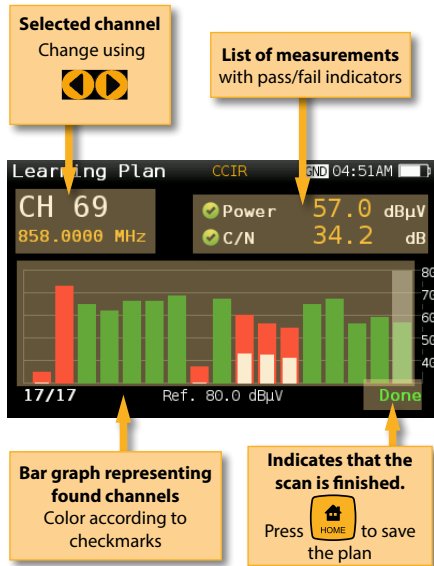 Selected channel
Change using
List of measurements
with pass/fail indicators
Learning Plan CCIR GND 04:51AM
CH 69
858.0000 MHz
Power 57.0 dBµV
C/N 34.2 dB
80
70
60
50
40
17/17 Ref. 80.0 dBµV Done
Bar graph representing
found channels
Color according to
checkmarks
Indicates that the
scan is finished.
Press HOME to save
the plan